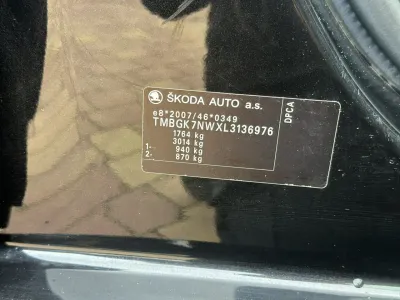 ŠKODA AUTO a.s.
e8*2007/46*0349
TMBGK7NWXL3136976
1764 kg
3014 kg
1- 940 kg
2- 870 kg
DPCA